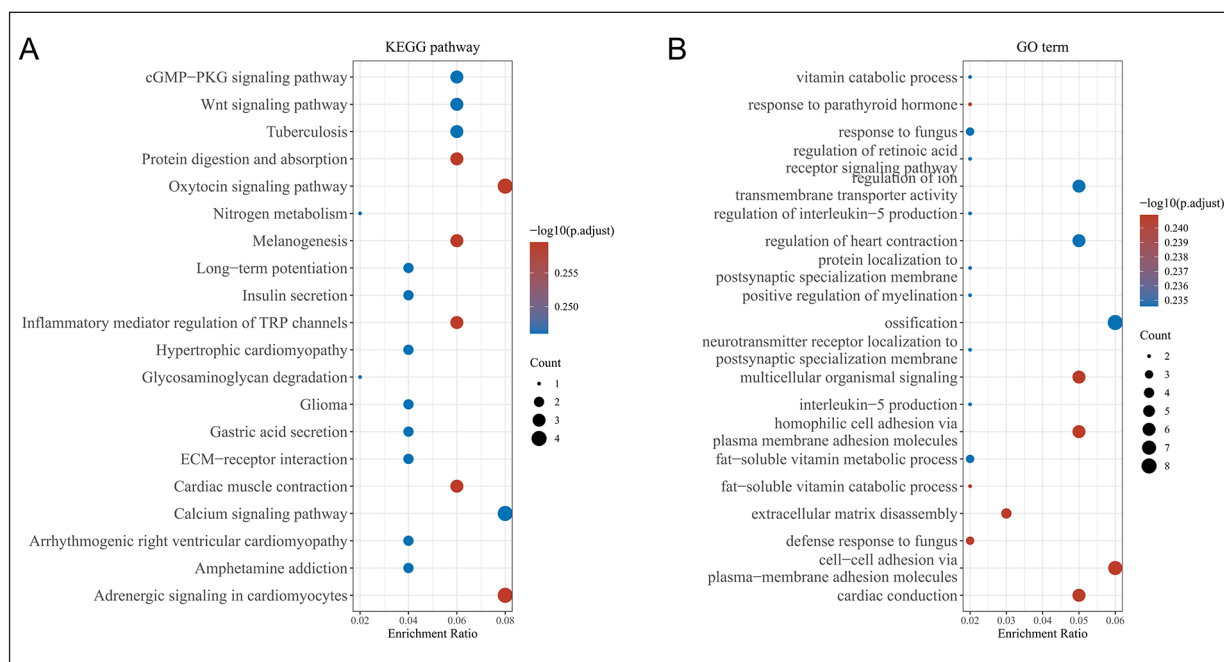 A
KEGG pathway
cGMP−PKG signaling pathway
Wnt signaling pathway
Tuberculosis
Protein digestion and absorption
Oxytocin signaling pathway
Nitrogen metabolism
Melanogenesis
Long−term potentiation
Insulin secretion
Inflammatory mediator regulation of TRP channels
Hypertrophic cardiomyopathy
Glycosaminoglycan degradation
Glioma
Gastric acid secretion
ECM−receptor interaction
Cardiac muscle contraction
Calcium signaling pathway
Arrhythmogenic right ventricular cardiomyopathy
Amphetamine addiction
Adrenergic signaling in cardiomyocytes
0.02 0.04 0.06 0.08
Enrichment Ratio
−log10(p.adjust)
0.255
0.250
Count
1
2
3
4
B
GO term
vitamin catabolic process
response to parathyroid hormone
response to fungus
regulation of retinoic acid
receptor signaling pathway
regulation of ion
transmembrane transporter activity
regulation of interleukin−5 production
regulation of heart contraction
protein localization to
postsynaptic specialization membrane
positive regulation of myelination
ossification
neurotransmitter receptor localization to
postsynaptic specialization membrane
multicellular organismal signaling
interleukin−5 production
homophilic cell adhesion via
plasma membrane adhesion molecules
fat−soluble vitamin metabolic process
fat−soluble vitamin catabolic process
extracellular matrix disassembly
defense response to fungus
cell−cell adhesion via
plasma−membrane adhesion molecules
cardiac conduction
0.02 0.03 0.04 0.05 0.06
Enrichment Ratio
−log10(p.adjust)
0.240
0.238
0.237
0.236
0.235
Count
2
3
4
5
6
7
8